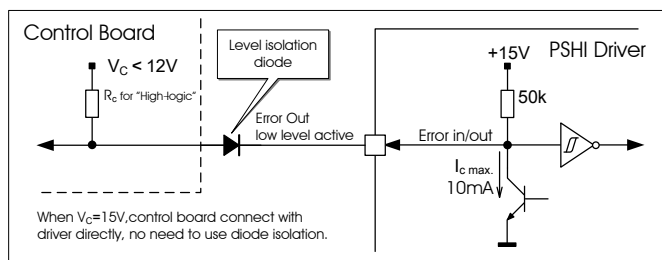 Control Board
PSHI Driver
Level isolation
diode
V_C < 12V
+15V
R_c for "High-logic"
50k
Error Out
low level active
Error in/out
I_c max.
10mA
When V_C=15V,control board connect with
driver directly, no need to use diode isolation.